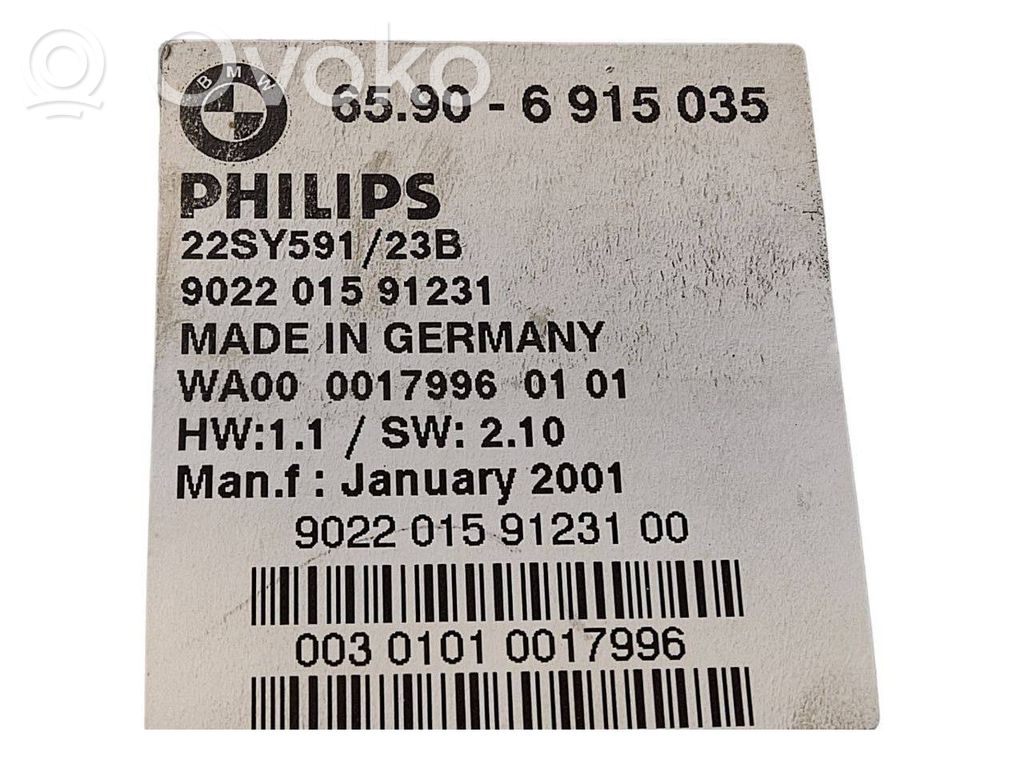 Ovoko
BMW 65.90 - 6 915 035
PHILIPS
22SY591/23B
9022 015 91231
MADE IN GERMANY
WA00 0017996 01 01
HW:1.1 / SW: 2.10
Man.f : January 2001
9022 015 91231 00
003 0101 0017996